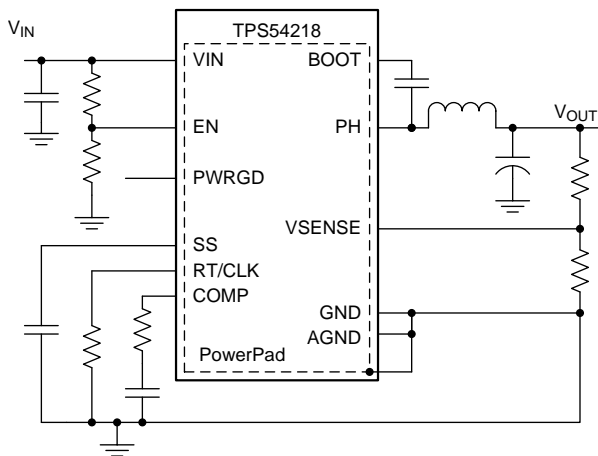 TPS54218
VIN
VIN
BOOT
EN
PH
VOUT
PWRGD
VSENSE
SS
RT/CLK
COMP
GND
AGND
PowerPad